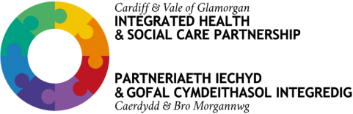 Cardiff & Vale of Glamorgan
INTEGRATED HEALTH
& SOCIAL CARE PARTNERSHIP
PARTNERIAETH IECHYD
& GOFAL CYMDEITHASOL INTEGREDIG
Caerdydd & Bro Morgannwg